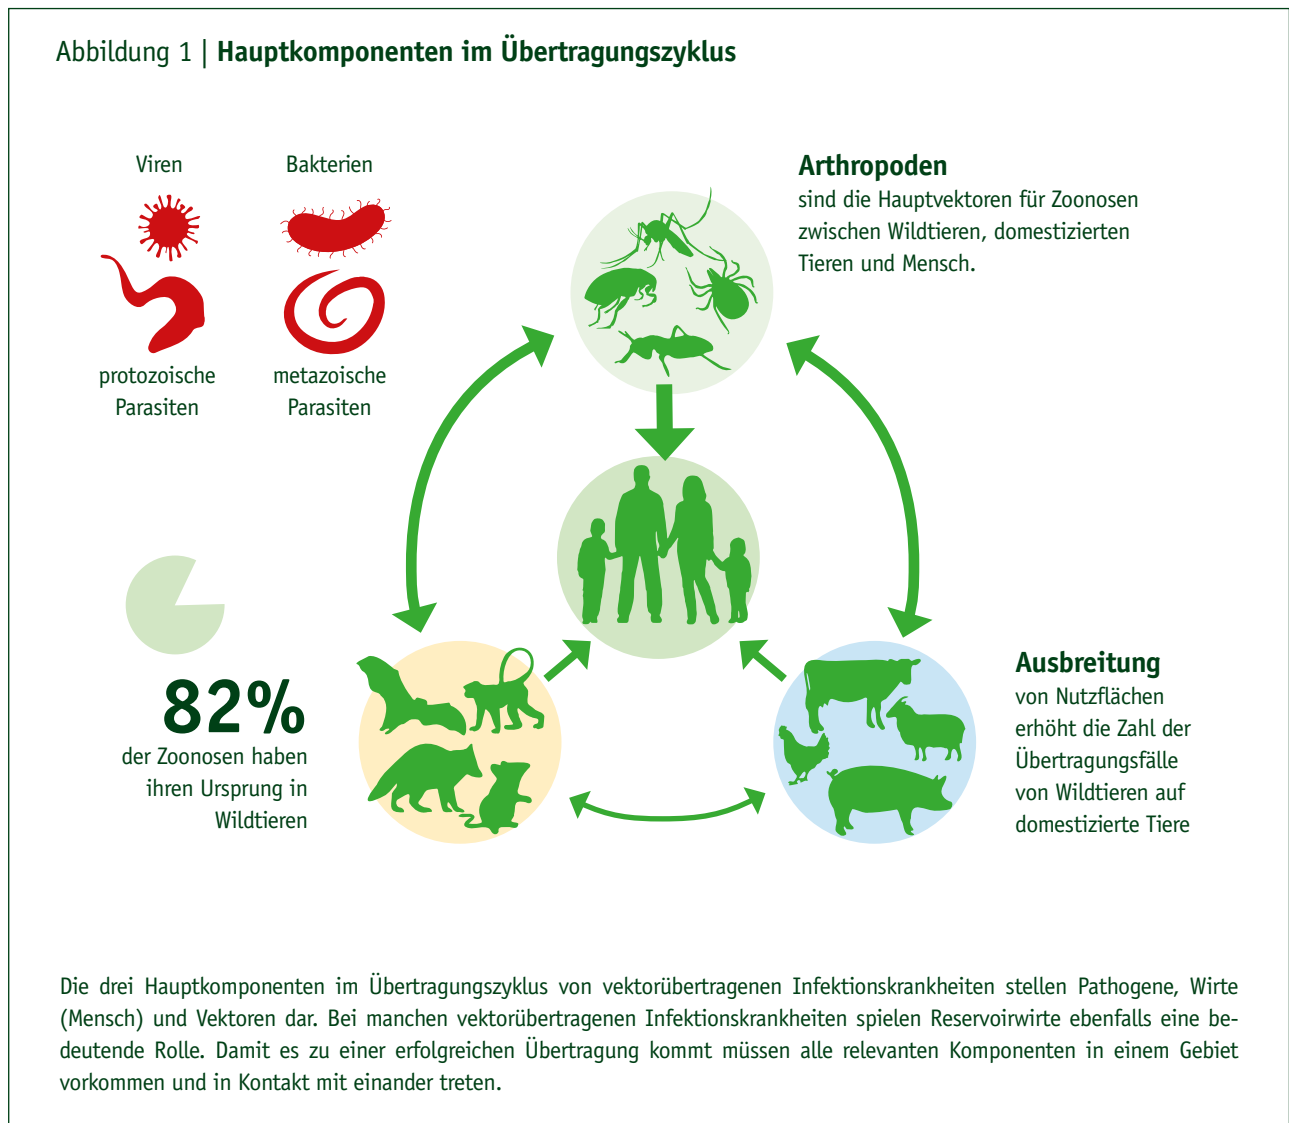 Abbildung 1 | Hauptkomponenten im Übertragungszyklus
Viren
Bakterien
protozoische
Parasiten
metazoische
Parasiten
Arthropoden
sind die Hauptvektoren für Zoonosen
zwischen Wildtieren, domestizierten
Tieren und Mensch.
82%
der Zoonosen haben
ihren Ursprung in
Wildtieren
Ausbreitung
von Nutzflächen
erhöht die Zahl der
Übertragungsfälle
von Wildtieren auf
domestizierte Tiere
Die drei Hauptkomponenten im Übertragungszyklus von vektorübertragenen Infektionskrankheiten stellen Pathogene, Wirte
(Mensch) und Vektoren dar. Bei manchen vektorübertragenen Infektionskrankheiten spielen Reservoirwirte ebenfalls eine be-
deutende Rolle. Damit es zu einer erfolgreichen Übertragung kommt müssen alle relevanten Komponenten in einem Gebiet
vorkommen und in Kontakt mit einander treten.